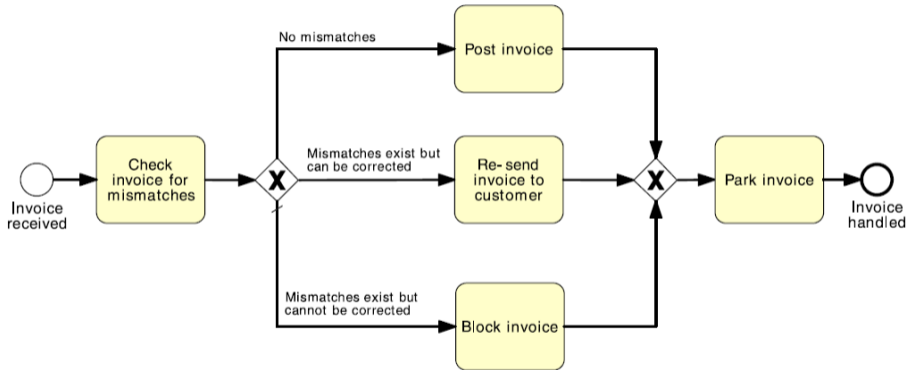 No mismatches
Post invoice
Mismatches exist but
can be corrected
Check
invoice for
mismatches
X
Re- send
invoice to
customer
X
Park invoice
Invoice
received
Invoice
handled
Mismatches exist but
cannot be corrected
Block invoice